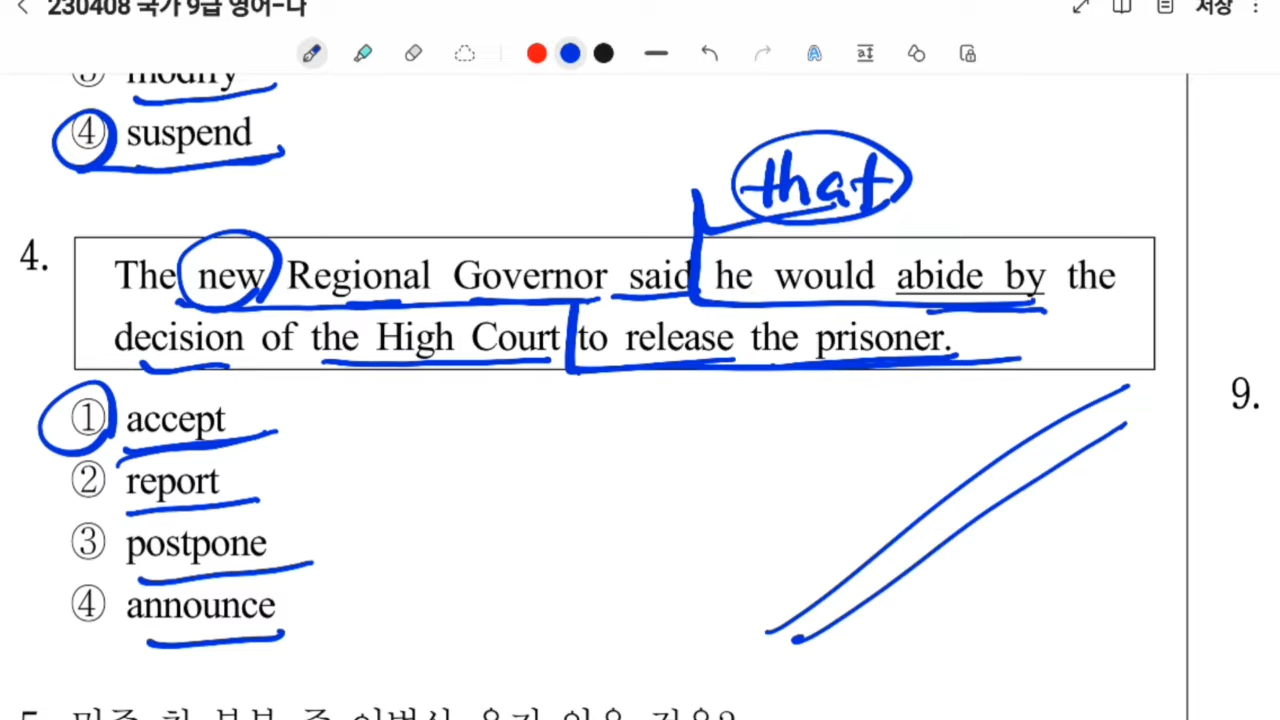 230408 국가 9급 영어-나
저장
③ modify
④ suspend
that
4.
The new Regional Governor said he would abide by the
decision of the High Court to release the prisoner.
① accept
② report
③ postpone
④ announce
9.